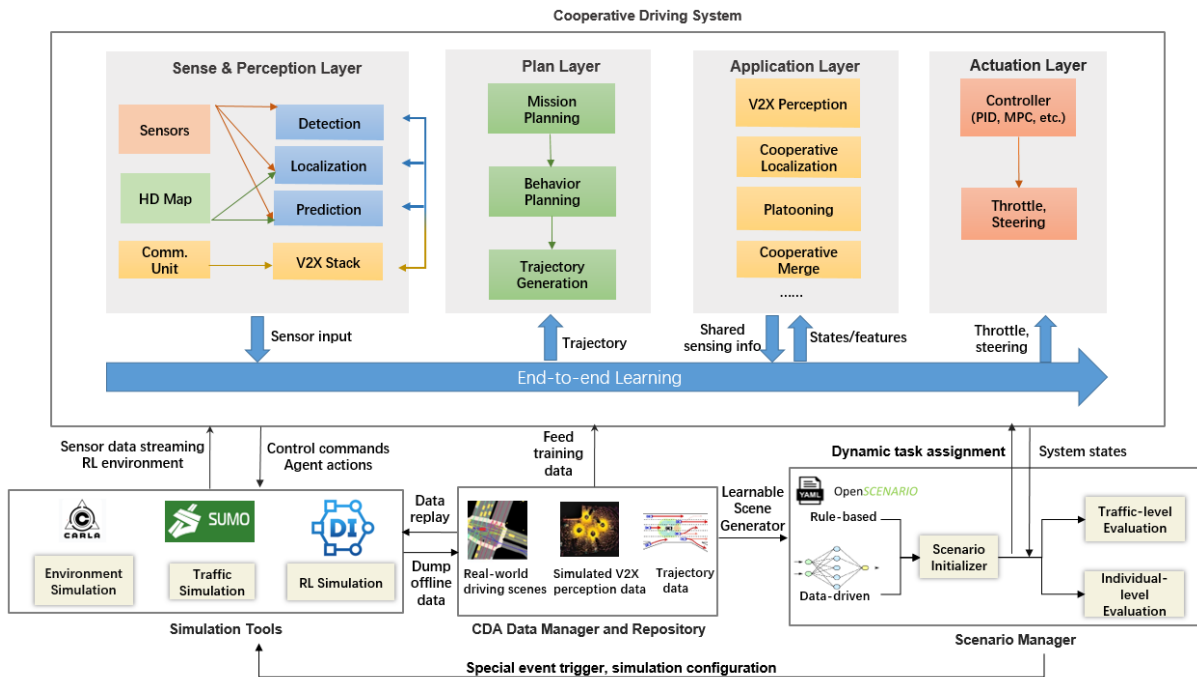 Cooperative Driving System
Sense & Perception Layer
Sensors
HD Map
Comm.
Unit
Detection
Localization
Prediction
V2X Stack
Plan Layer
Mission
Planning
Behavior
Planning
Trajectory
Generation
Application Layer
V2X Perception
Cooperative
Localization
Platooning
Cooperative
Merge
......
Actuation Layer
Controller
(PID, MPC, etc.)
Throttle,
Steering
Sensor input
Trajectory
Shared
sensing info
States/features
Throttle,
steering
End-to-end Learning
Sensor data streaming
RL environment
Control commands
Agent actions
Feed
training
data
Dynamic task assignment
System states
CARLA
SUMO
DI
Environment
Simulation
Traffic
Simulation
RL Simulation
Simulation Tools
Data
replay
Dump
offline
data
Real-world
driving scenes
Simulated V2X
perception data
Trajectory
data
CDA Data Manager and Repository
Learnable
Scene
Generator
YAML
OpenSCENARIO
Rule-based
Data-driven
Scenario
Initializer
Traffic-level
Evaluation
Individual-
level
Evaluation
Scenario Manager
Special event trigger, simulation configuration